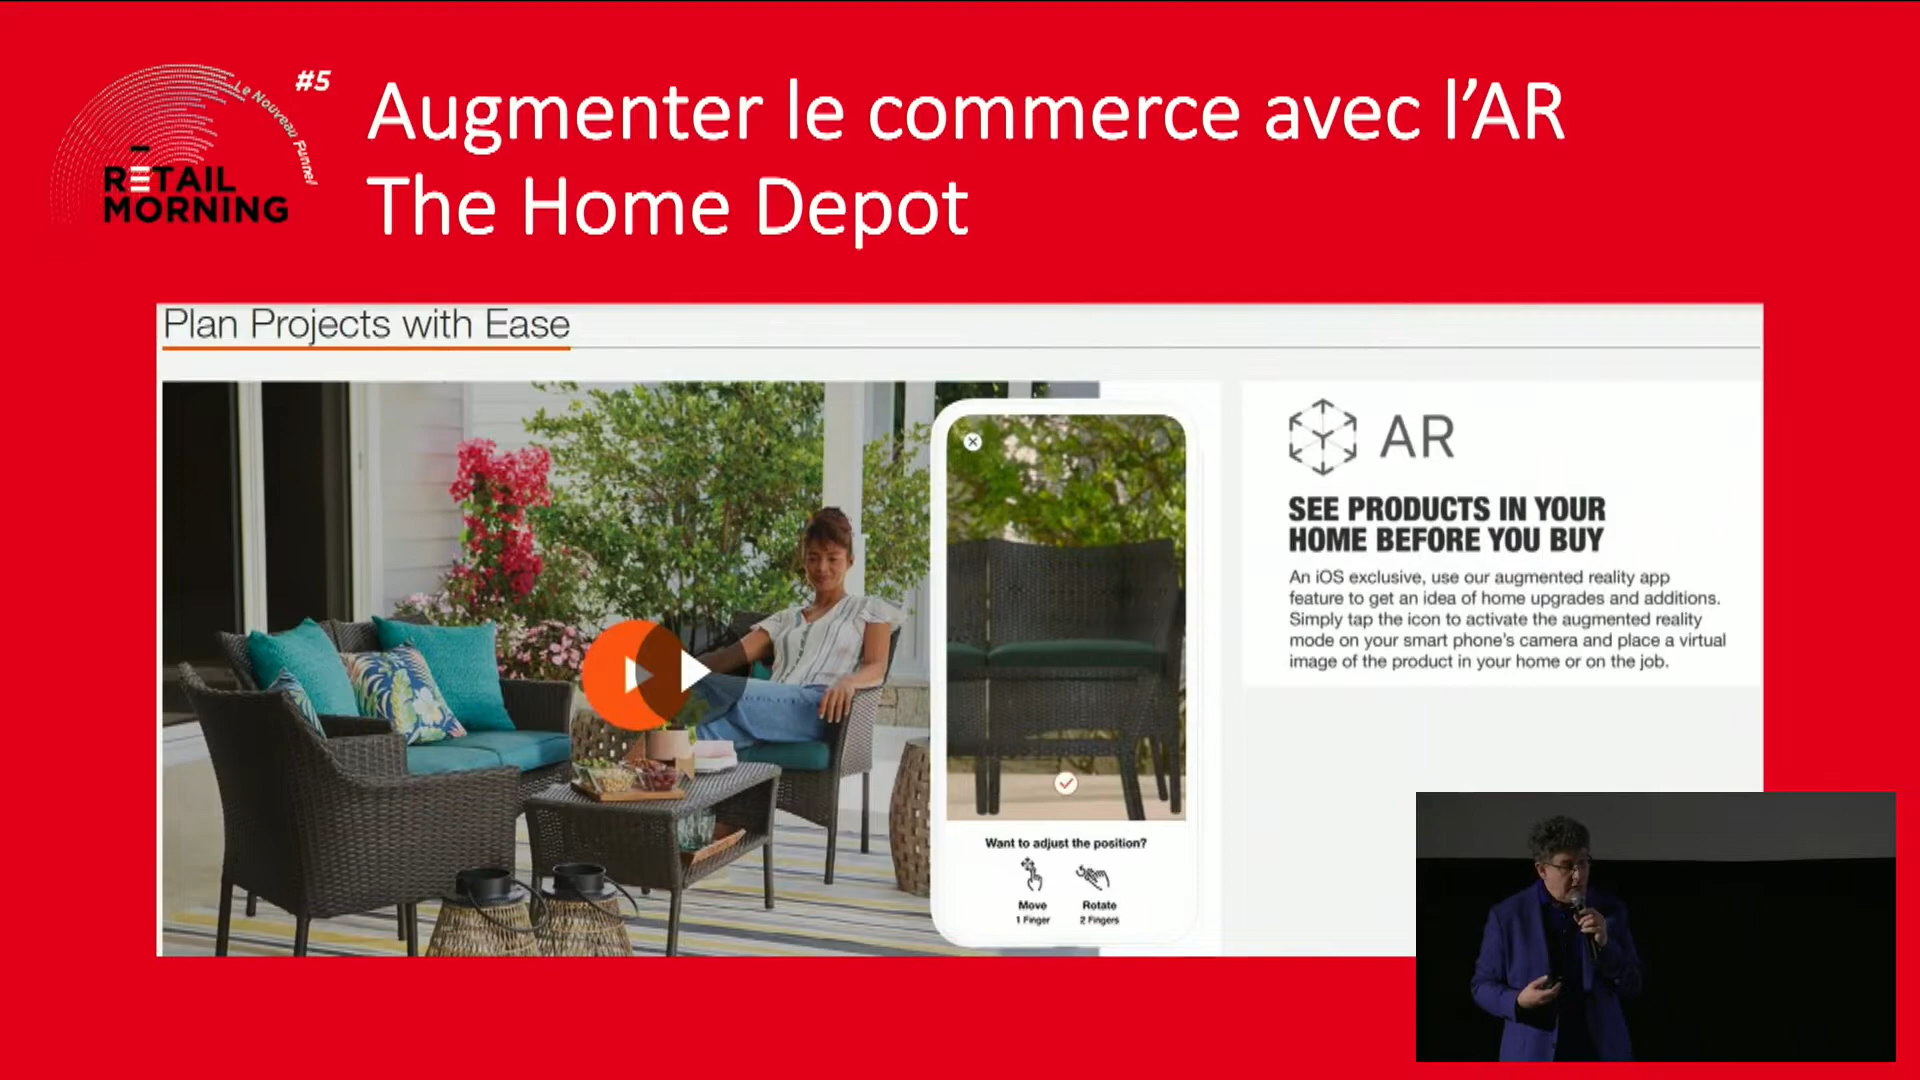 #5
Le Nouveau Funnel
RETAIL
MORNING
Augmenter le commerce avec l'AR
The Home Depot
Plan Projects with Ease
AR
SEE PRODUCTS IN YOUR
HOME BEFORE YOU BUY
An iOS exclusive, use our augmented reality app
feature to get an idea of home upgrades and additions.
Simply tap the icon to activate the augmented reality
mode on your smart phone's camera and place a virtual
image of the product in your home or on the job.
Want to adjust the position?
Move
1 Finger
Rotate
2 Fingers